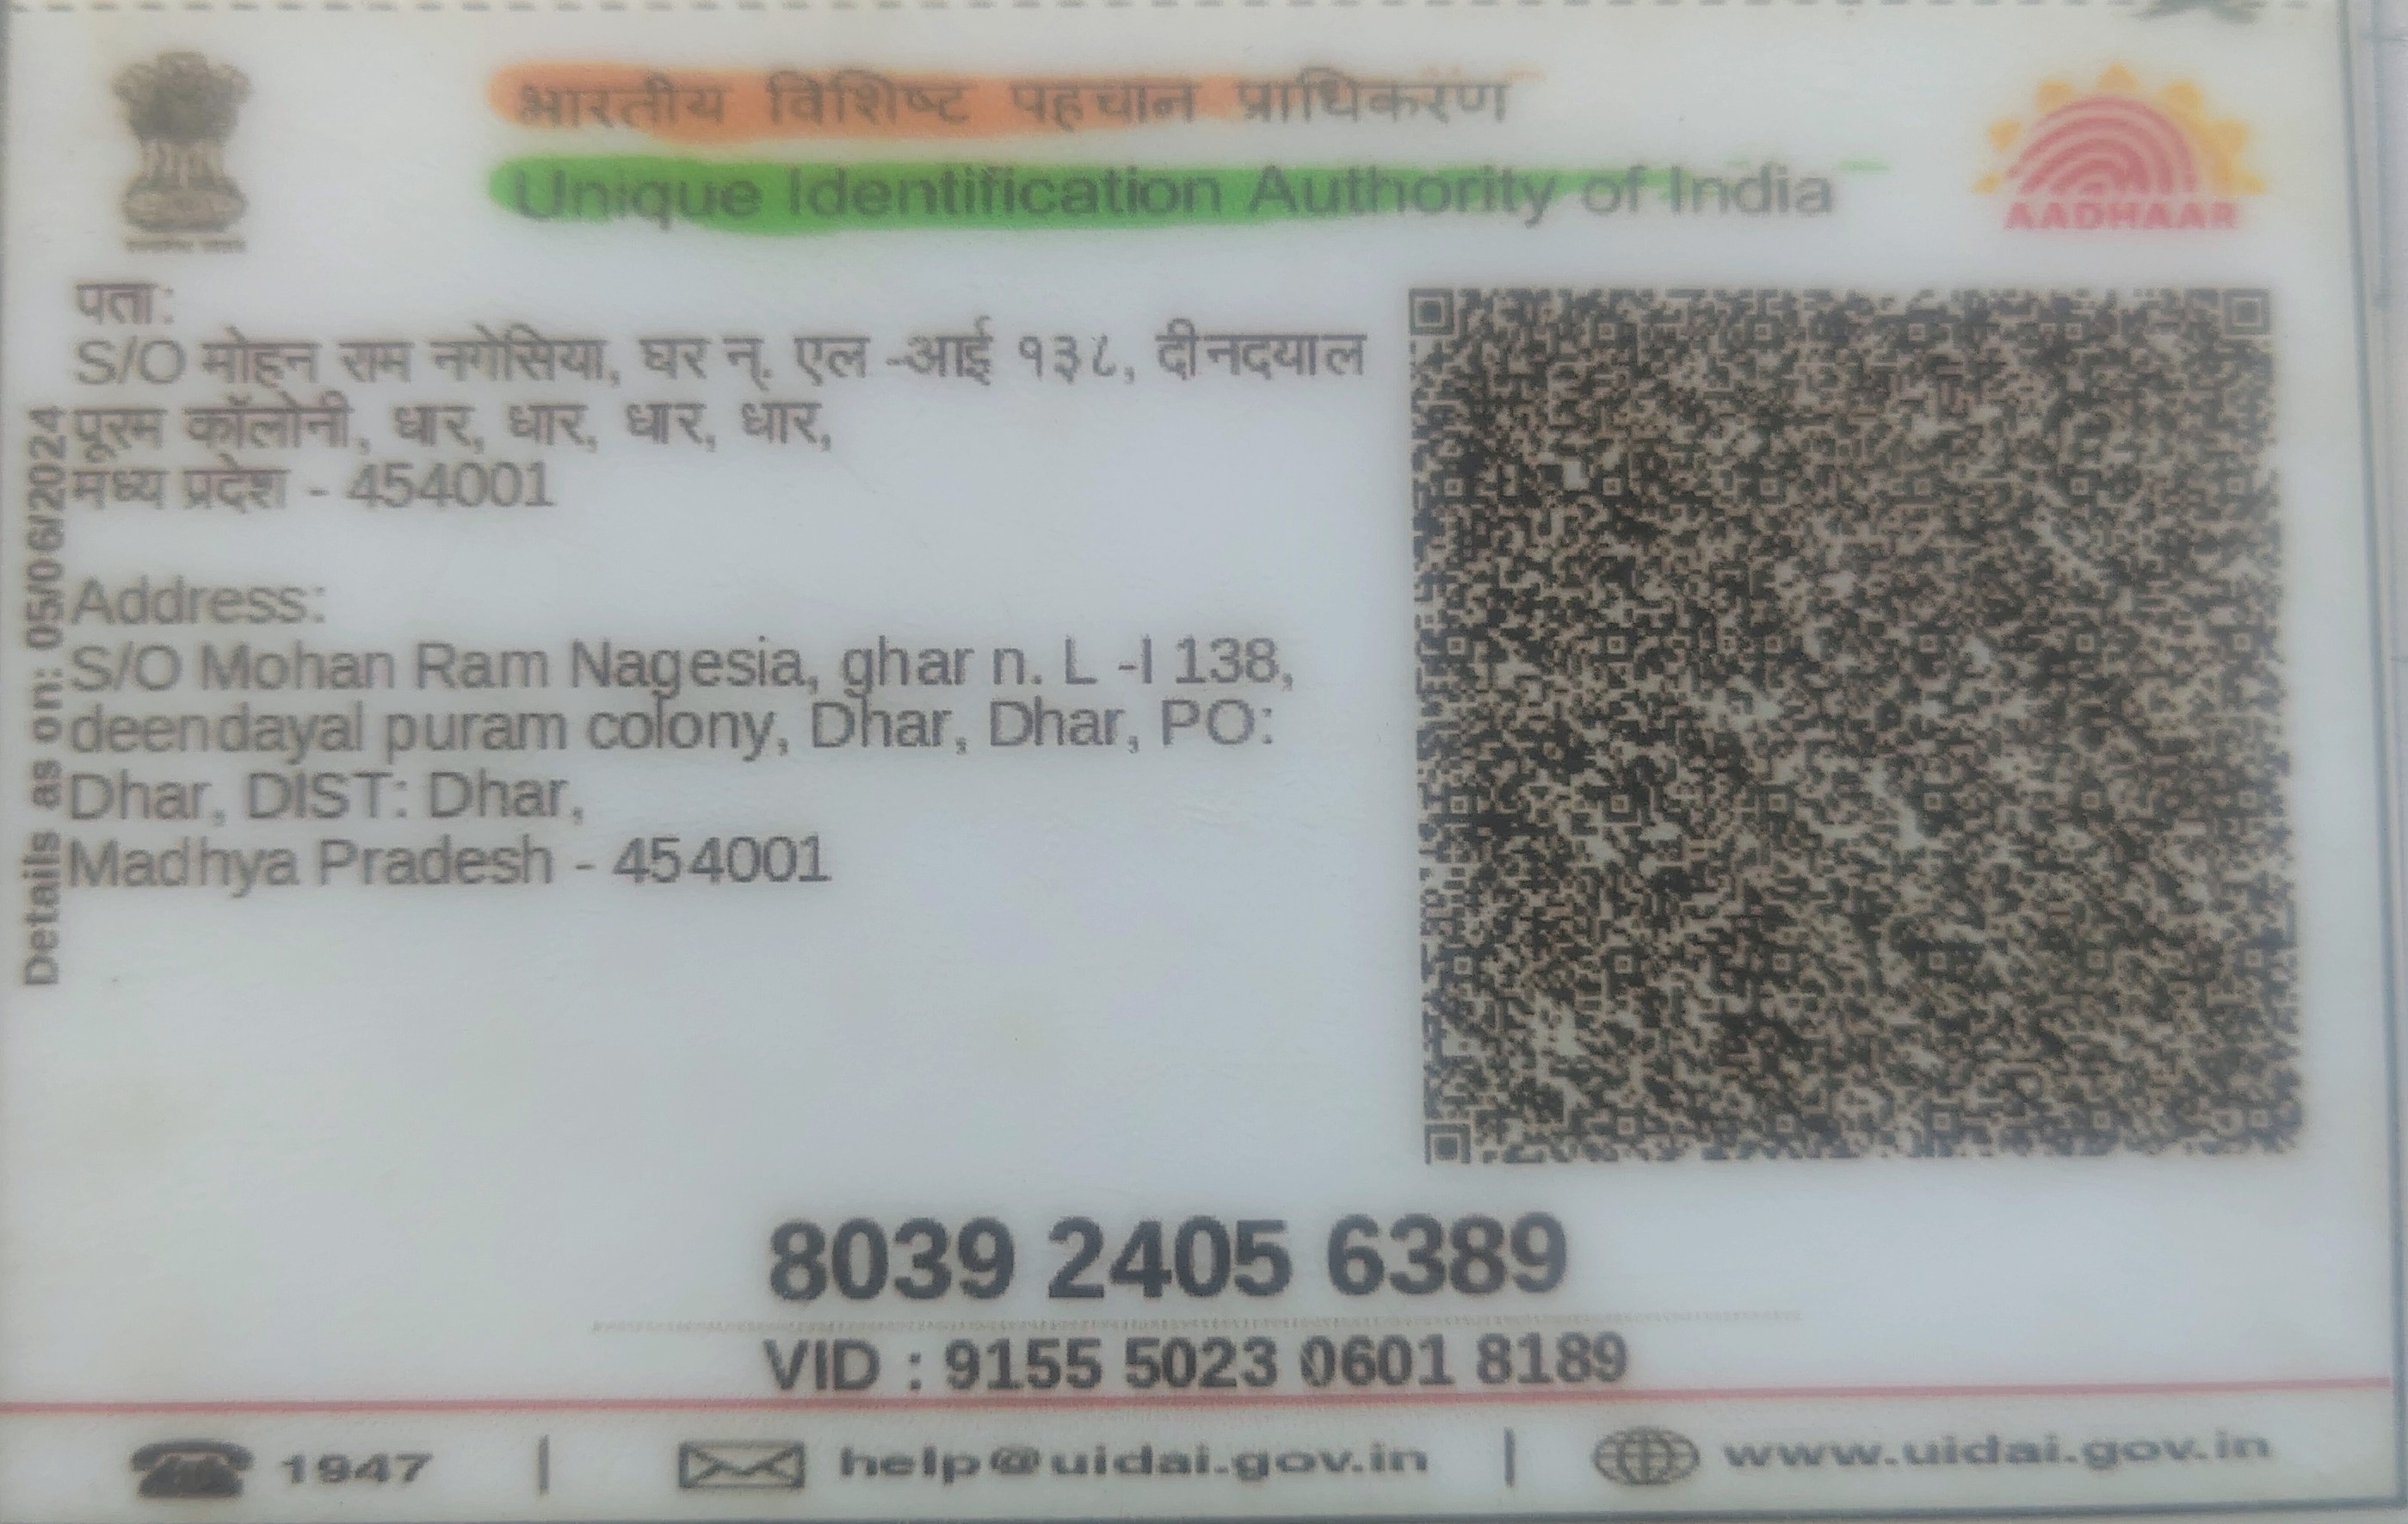 भारतीय विशिष्ट पहचान प्राधिकरण
Unique Identification Authority of India
AADHAAR
पता:
S/O मोहन राम नगेसिया, घर न्. एल -आई १३८, दीनदयाल
पूरम कॉलोनी, धार, धार, धार, धार,
मध्य प्रदेश - 454001
Address:
S/O Mohan Ram Nagesia, ghar n. L -I 138,
deendayal puram colony, Dhar, Dhar, PO:
Dhar, DIST: Dhar,
Madhya Pradesh - 454001
Details as on: 05/06/2024
8039 2405 6389
VID : 9155 5023 0601 8189
1947 | help@uidai.gov.in | www.uidai.gov.in